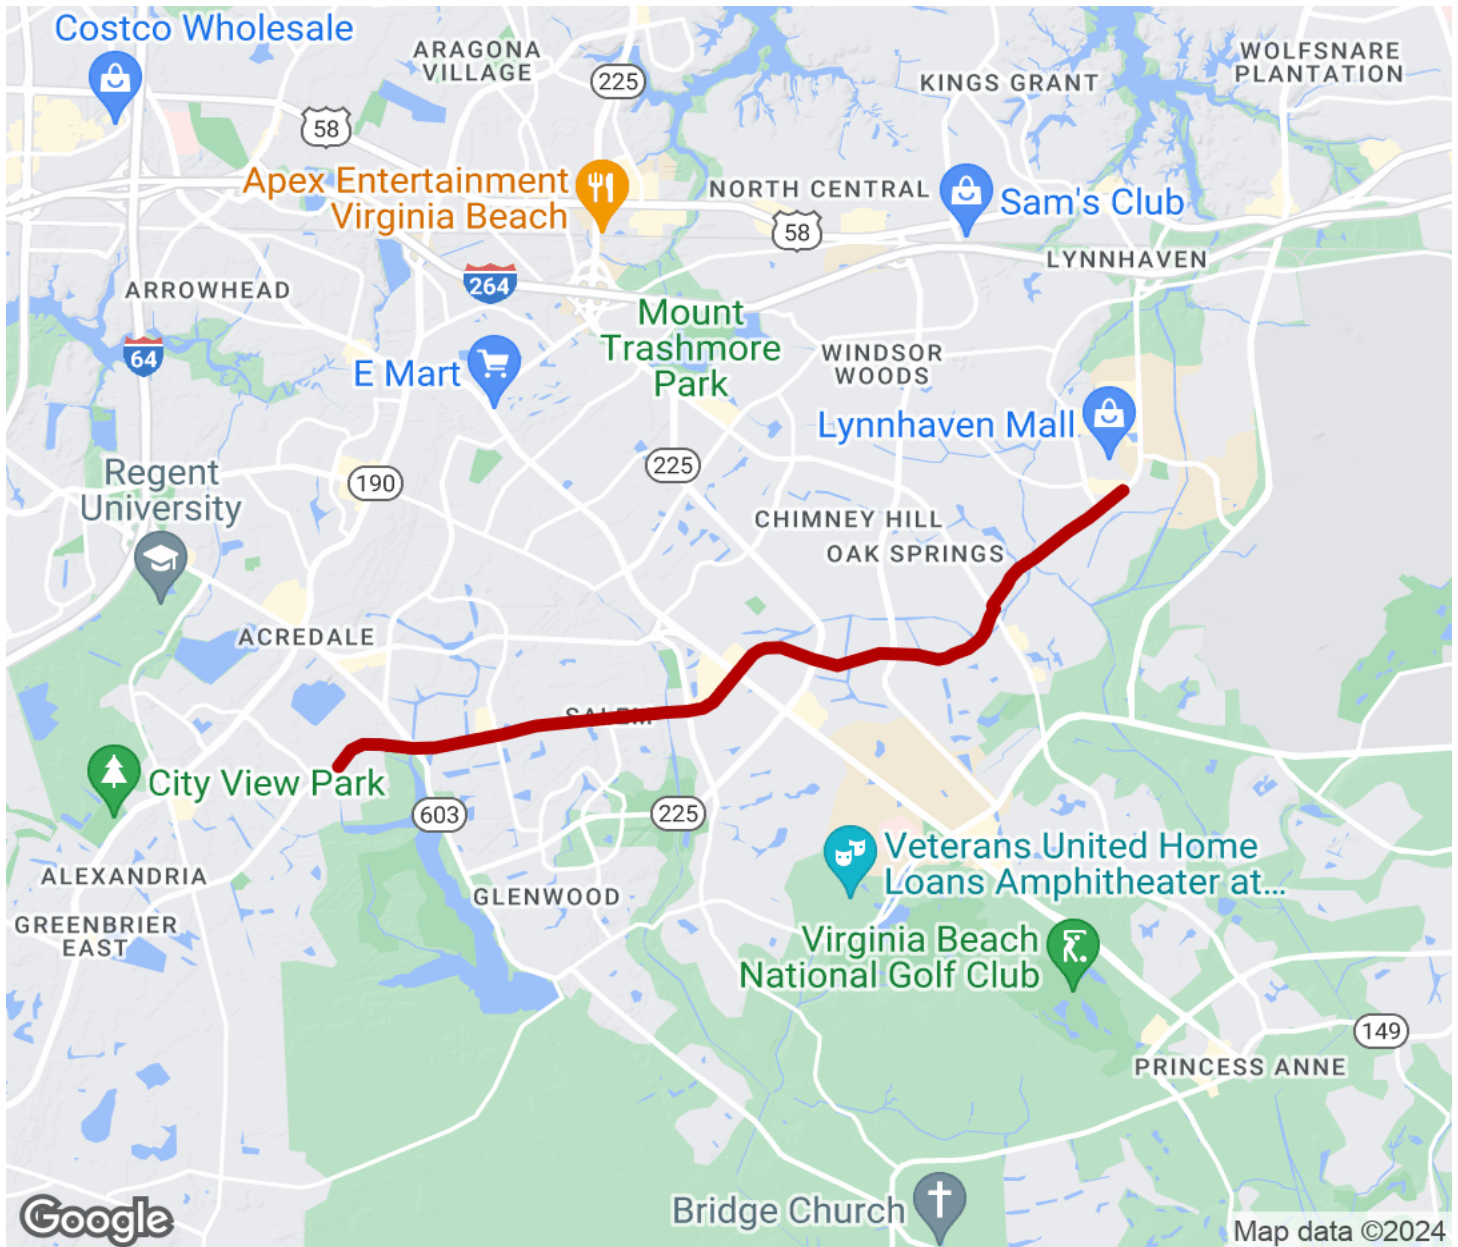 Costco Wholesale
ARAGONA
VILLAGE
225
KINGS GRANT
WOLFSNARE
PLANTATION
58
Apex Entertainment
Virginia Beach
NORTH CENTRAL
Sam's Club
58
LYNNHAVEN
ARROWHEAD
264
Mount
Trashmore
Park
64
E Mart
WINDSOR
WOODS
Lynnhaven Mall
Regent
University
190
225
CHIMNEY HILL
OAK SPRINGS
ACREDALE
SALEM
City View Park
603
225
Veterans United Home
Loans Amphitheater at...
ALEXANDRIA
GLENWOOD
GREENBRIER
EAST
Virginia Beach
National Golf Club
149
PRINCESS ANNE
Bridge Church
Google
Map data ©2024